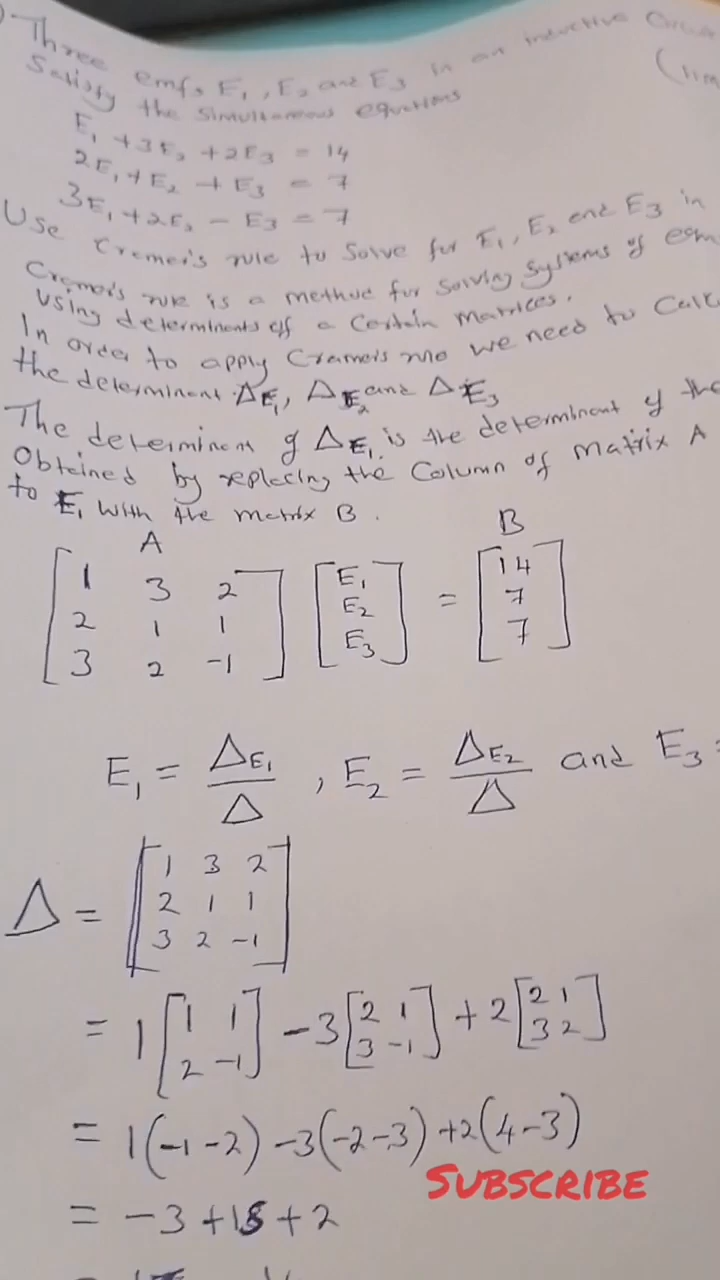 Three emfs E₁, E₂ and E₃ in an inductive
Satisfy the simultaneous equations
E₁ + 3E₂ + 2E₃ = 14
2E₁ + E₂ + E₃ = 7
3E₁ + 2E₂ - E₃ = 7
Use Cramer's rule to solve for E₁, E₂ and E₃ in
Cramer's rule is a method for solving systems of
using determinants of a certain matrices.
In order to apply Cramer's rule we need to
the determinant ΔE₁, ΔE₂ and ΔE₃
The determinent of ΔE₁ is the determinent of the
Obtained by replacing the Column of matrix A
to E₁ with the matrix B.
A B
1 3 2 E₁ 14
2 1 1 E₂ = 7
3 2 -1 E₃ 7
E₁ = ΔE₁/Δ, E₂ = ΔE₂/Δ and E₃ =
1 3 2
Δ = 2 1 1
3 2 -1
= 1[1 1 2 -1] - 3[2 1 3 -1] + 2[2 1 3 2]
= 1(-1-2) -3(-2-3) +2(4-3)
SUBSCRIBE
= -3 + 15 + 2